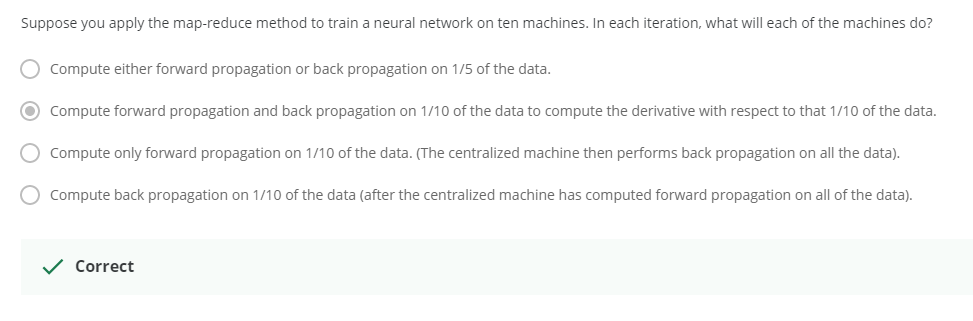 Suppose you apply the map-reduce method to train a neural network on ten machines. In each iteration, what will each of the machines do?
Compute either forward propagation or back propagation on 1/5 of the data.
Compute forward propagation and back propagation on 1/10 of the data to compute the derivative with respect to that 1/10 of the data.
Compute only forward propagation on 1/10 of the data. (The centralized machine then performs back propagation on all the data).
Compute back propagation on 1/10 of the data (after the centralized machine has computed forward propagation on all of the data).
Correct